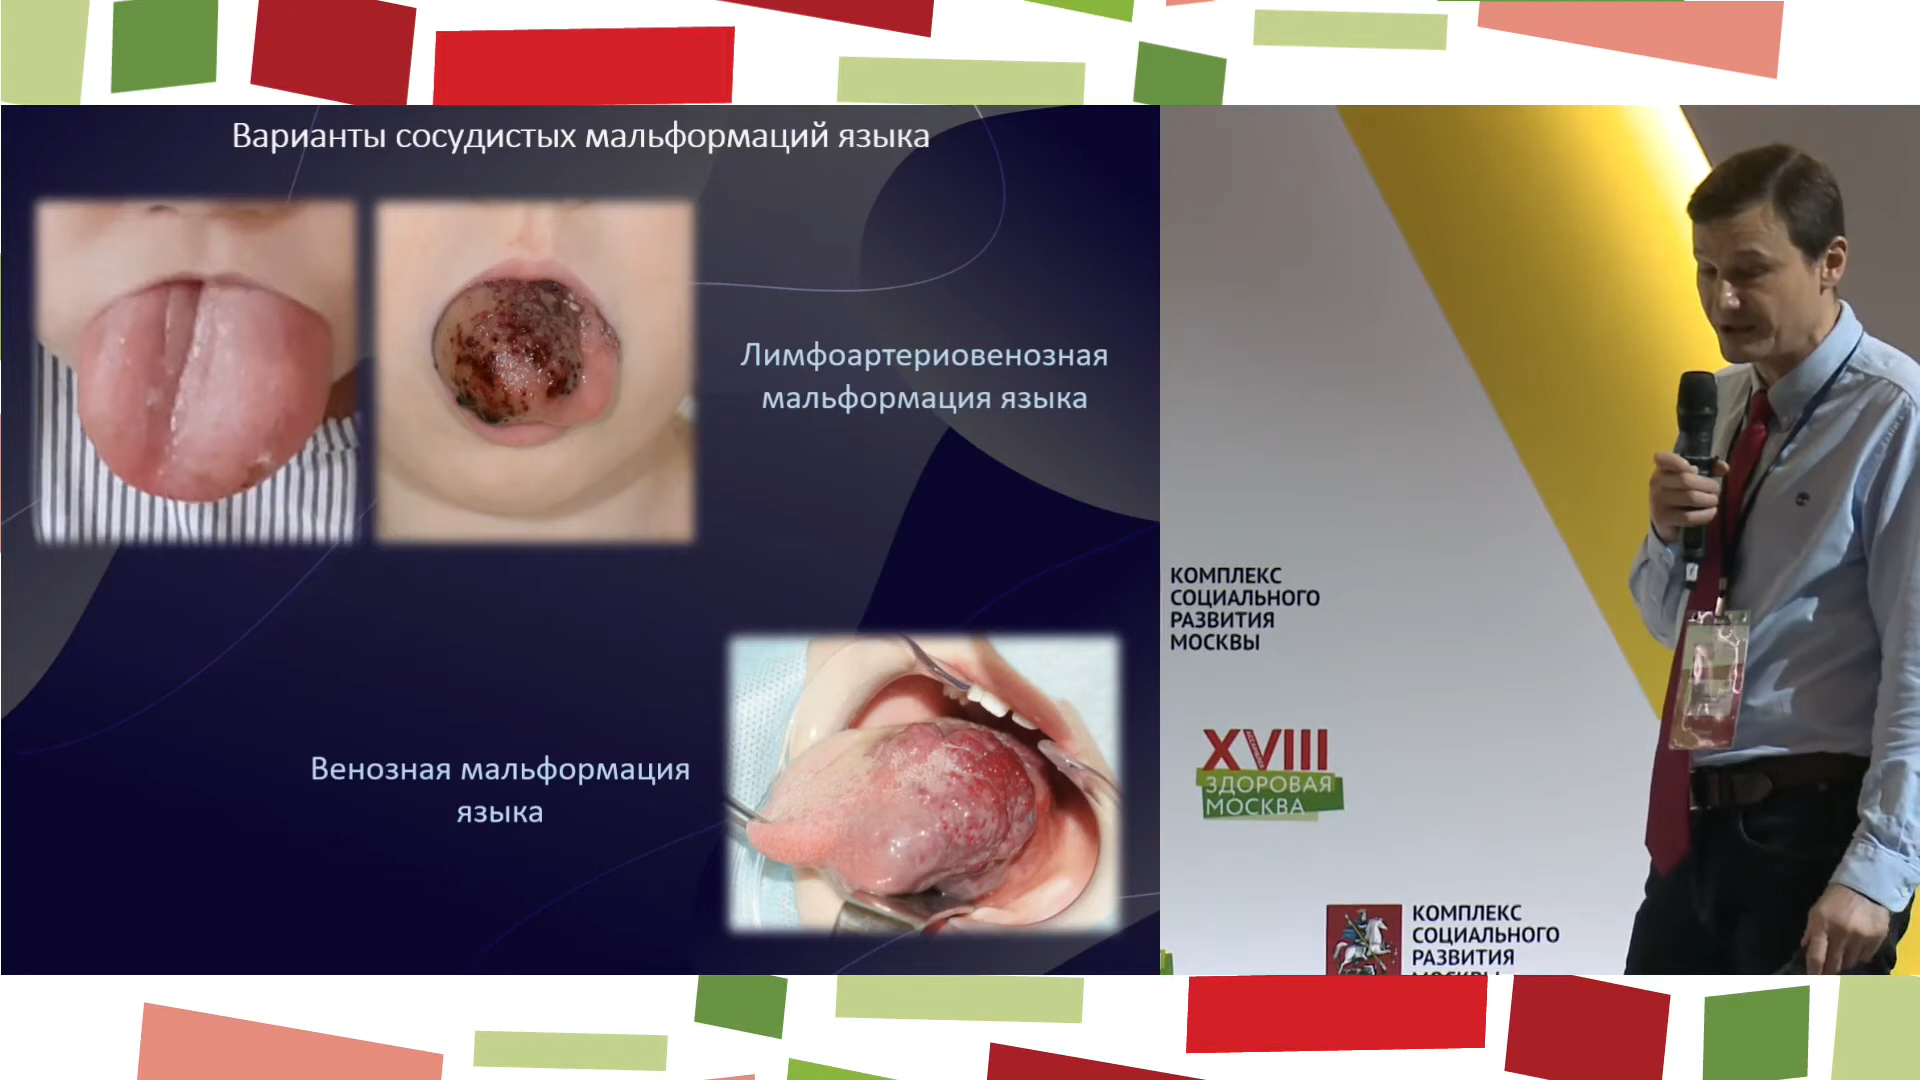 Варианты сосудистых мальформаций языка
Лимфоартериовенозная
мальформация языка
Венозная мальформация
языка
КОМПЛЕКС
СОЦИАЛЬНОГО
РАЗВИТИЯ
МОСКВЫ
XVIII
ЗДОРОВАЯ
МОСКВА
КОМПЛЕКС
СОЦИАЛЬНОГО
РАЗВИТИЯ